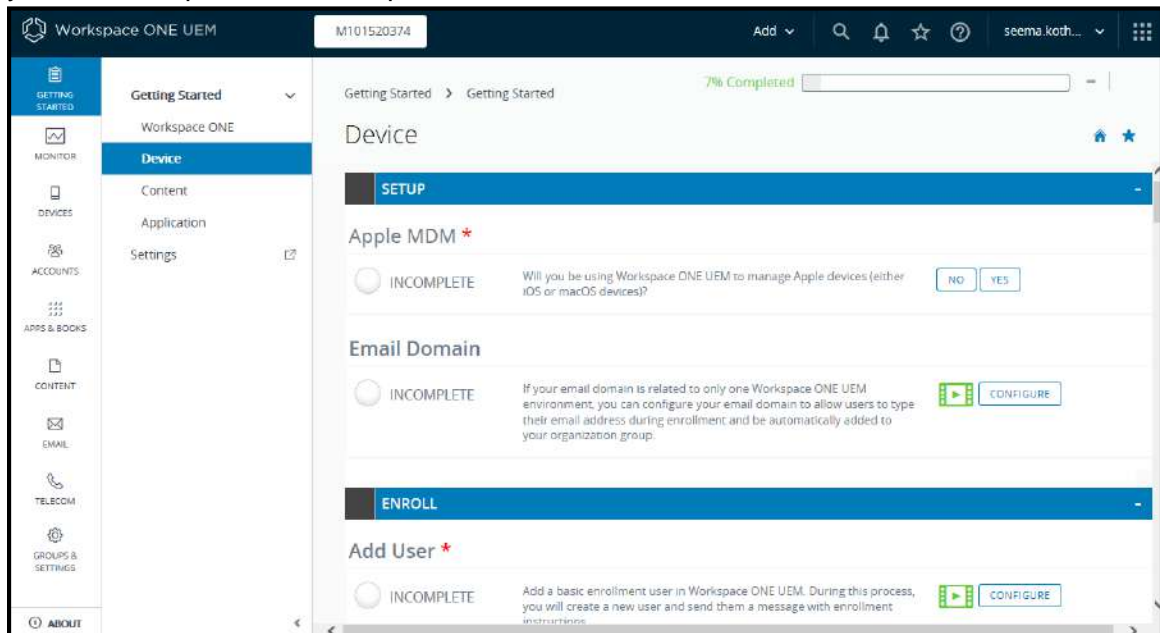 Workspace ONE UEM
M101520374
Add
seema.koth...
GETTING
STARTED
MONITOR
DEVICES
ACCOUNTS
APPS & BOOKS
CONTENT
EMAIL
TELECOM
GROUPS &
SETTINGS
ABOUT
Getting Started
Workspace ONE
Device
Content
Application
Settings
Getting Started > Getting Started
7% Completed
Device
SETUP
Apple MDM *
INCOMPLETE
Will you be using Workspace ONE UEM to manage Apple devices (either
iOS or macOS devices)?
NO YES
Email Domain
INCOMPLETE
If your email domain is related to only one Workspace ONE UEM
environment, you can configure your email domain to allow users to type
their email address during enrollment and be automatically added to
your organization group.
CONFIGURE
ENROLL
Add User *
INCOMPLETE
Add a basic enrollment user in Workspace ONE UEM. During this process,
you will create a new user and send them a message with enrollment
instructions.
CONFIGURE